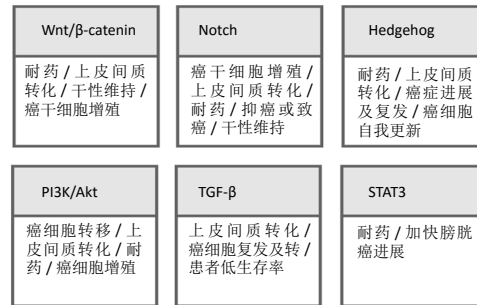 Wnt/β-catenin
耐药 / 上皮间质
转化 / 干性维持 /
癌干细胞增殖
Notch
癌干细胞增殖 /
上皮间质转化 /
耐药 / 抑癌或致
癌 / 干性维持
Hedgehog
耐药 / 上皮间质
转化 / 癌症进展
及复发 / 癌细胞
自我更新
PI3K/Akt
癌细胞转移 / 上
皮间质转化 / 耐
药 / 癌细胞增殖
TGF-β
上皮间质转化 /
癌细胞复发及转 /
患者低生存率
STAT3
耐药 / 加快膀胱
癌进展